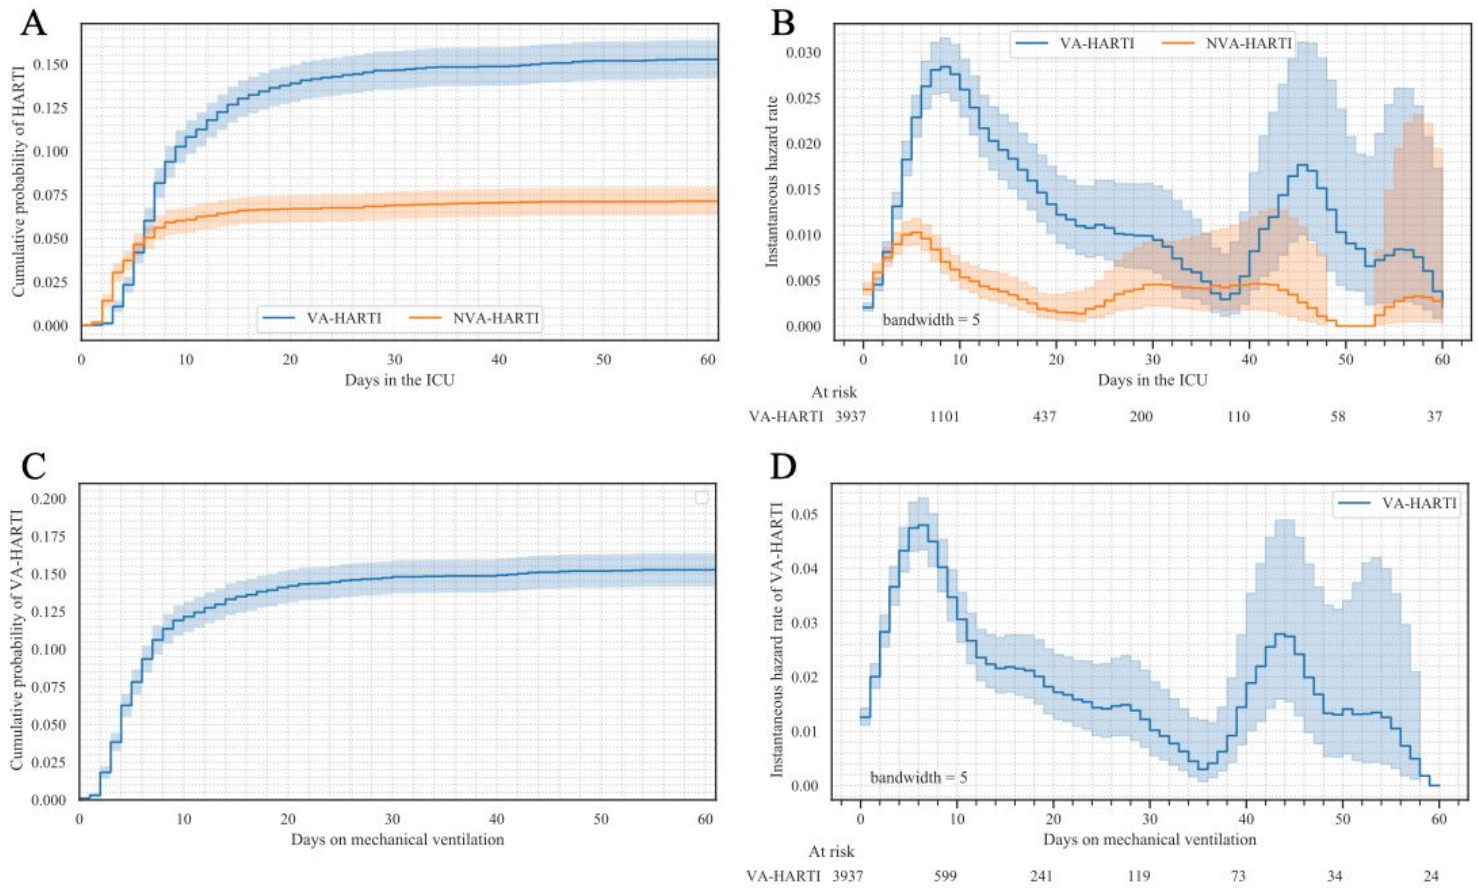 A
Cumulative probability of HARTI
0.150
0.125
0.100
0.075
0.050
0.025
0.000
VA-HARTI NVA-HARTI
0 10 20 30 40 50 60
Days in the ICU
B
Instantaneous hazard rate
VA-HARTI NVA-HARTI
0.030
0.025
0.020
0.015
0.010
0.005
0.000
bandwidth = 5
0 10 20 30 40 50 60
Days in the ICU
At risk
VA-HARTI 3937 1101 437 200 110 58 37
C
Cumulative probability of VA-HARTI
0.200
0.175
0.150
0.125
0.100
0.075
0.050
0.025
0.000
0 10 20 30 40 50 60
Days on mechanical ventilation
D
Instantaneous hazard rate of VA-HARTI
VA-HARTI
0.05
0.04
0.03
0.02
0.01
0.00
bandwidth = 5
0 10 20 30 40 50 60
Days on mechanical ventilation
At risk
VA-HARTI 3937 599 241 119 73 34 24